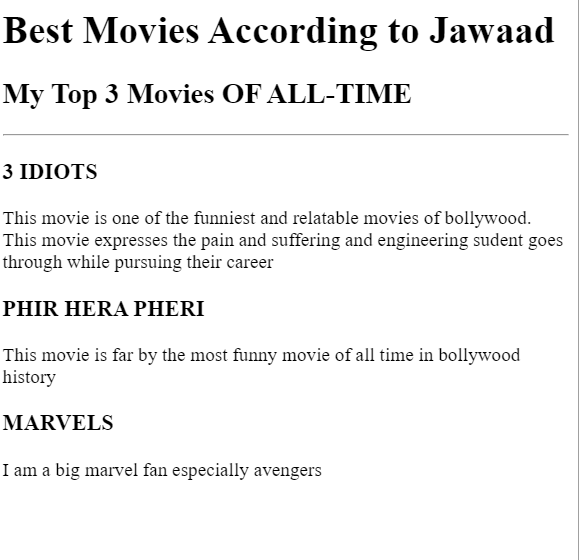 Best Movies According to Jawaad
My Top 3 Movies OF ALL-TIME
3 IDIOTS
This movie is one of the funniest and relatable movies of bollywood.
This movie expresses the pain and suffering and engineering sudent goes
through while pursuing their career
PHIR HERA PHERI
This movie is far by the most funny movie of all time in bollywood
history
MARVELS
I am a big marvel fan especially avengers